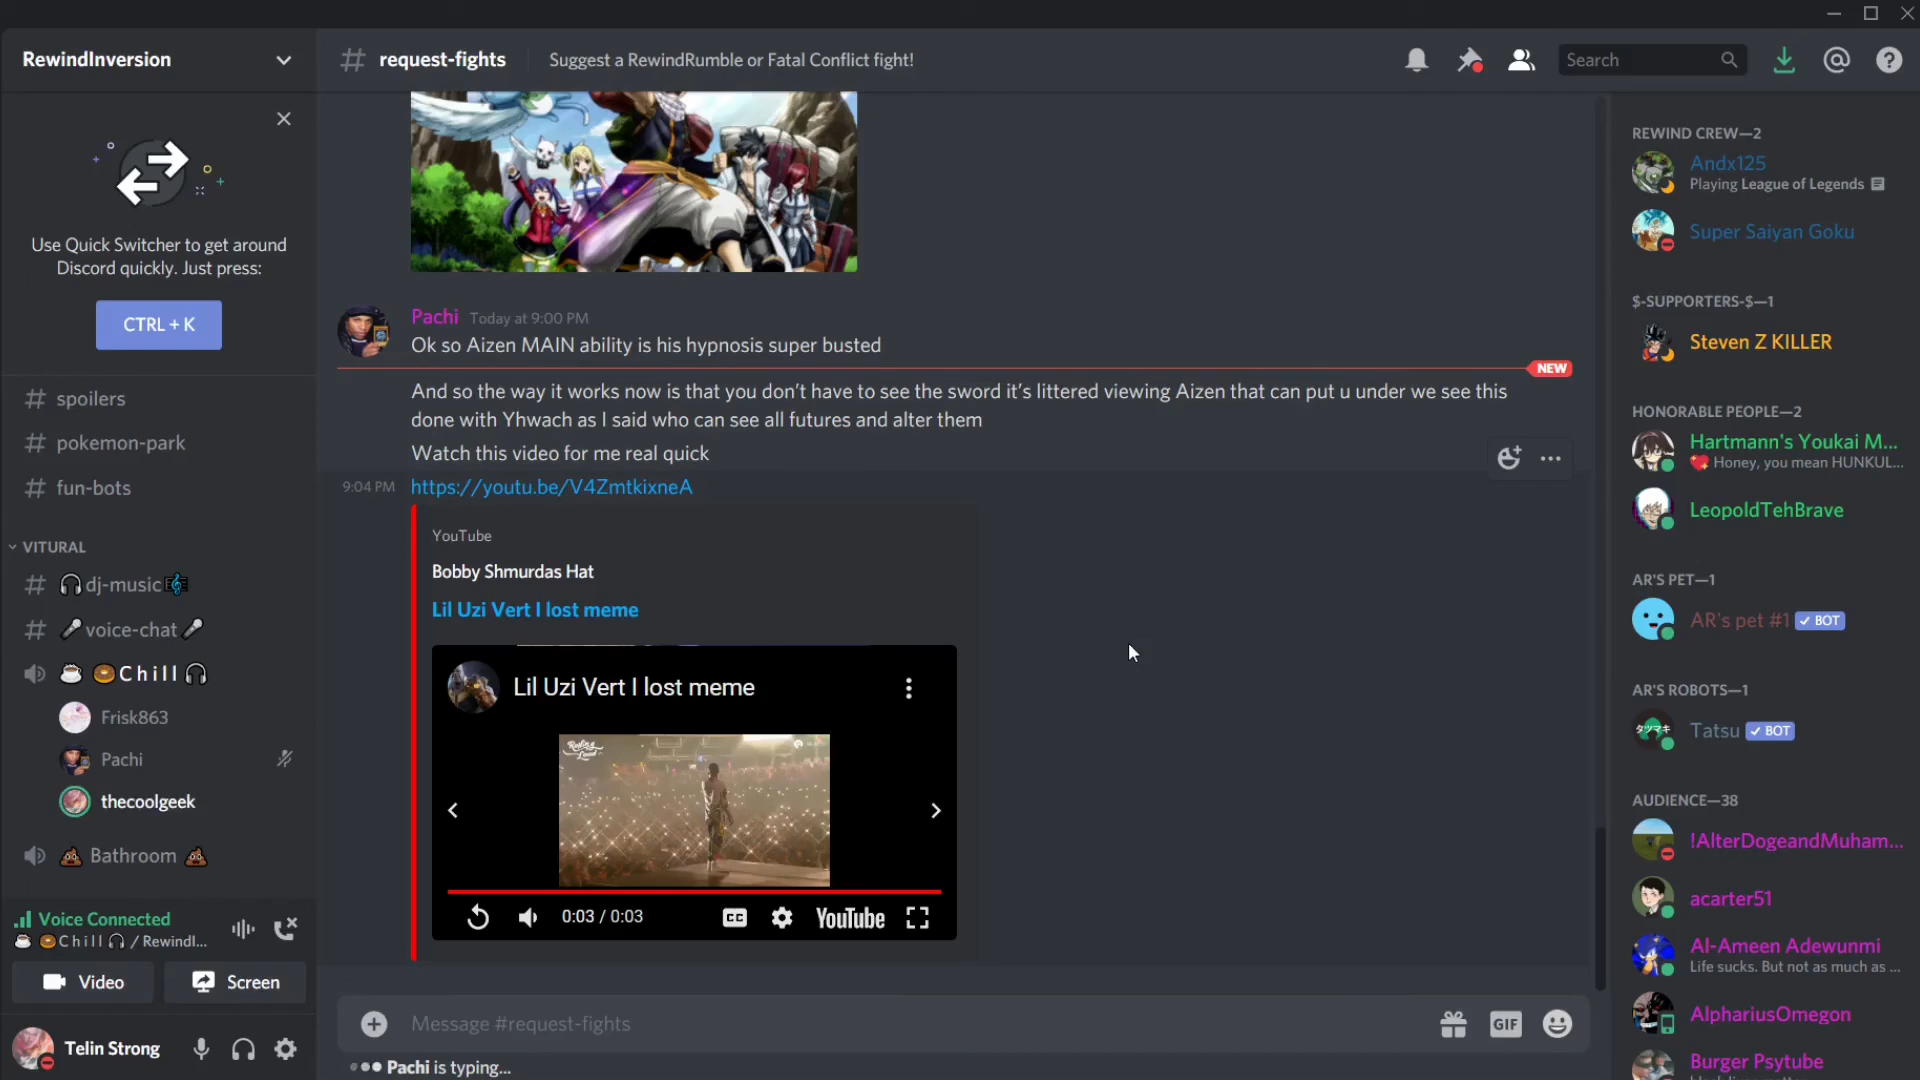 RewindInversion
Use Quick Switcher to get around
Discord quickly. Just press:
CTRL + K
# spoilers
# pokemon-park
# fun-bots
VITURAL
# 🎧dj-music🎼
# 🎤voice-chat🎤
☕ 🍩Chill🎧
Frisk863
Pachi
thecoolgeek
💩 Bathroom 💩
Voice Connected
☕ 🍩Chill🎧 / RewindI...
Video
Screen
Telin Strong
# request-fights
Suggest a RewindRumble or Fatal Conflict fight!
Search
Pachi Today at 9:00 PM
Ok so Aizen MAIN ability is his hypnosis super busted
NEW
And so the way it works now is that you don't have to see the sword it's littered viewing Aizen that can put u under we see this
done with Yhwach as I said who can see all futures and alter them
Watch this video for me real quick
9:04 PM https://youtu.be/V4ZmtkixneA
YouTube
Bobby Shmurdas Hat
Lil Uzi Vert I lost meme
Lil Uzi Vert I lost meme
0:03 / 0:03
CC
YouTube
Message #request-fights
GIF
Pachi is typing...
REWIND CREW—2
Andx125
Playing League of Legends
Super Saiyan Goku
$-SUPPORTERS-$—1
Steven Z KILLER
HONORABLE PEOPLE—2
Hartmann's Youkai M...
💖 Honey, you mean HUNKUL...
LeopoldTehBrave
AR'S PET—1
AR's pet #1 ✓ BOT
AR'S ROBOTS—1
タツマキ
Tatsu ✓ BOT
AUDIENCE—38
!AlterDogeandMuham...
acarter51
Al-Ameen Adewunmi
Life sucks. But not as much as ...
AlphariusOmegon
Burger Psytube